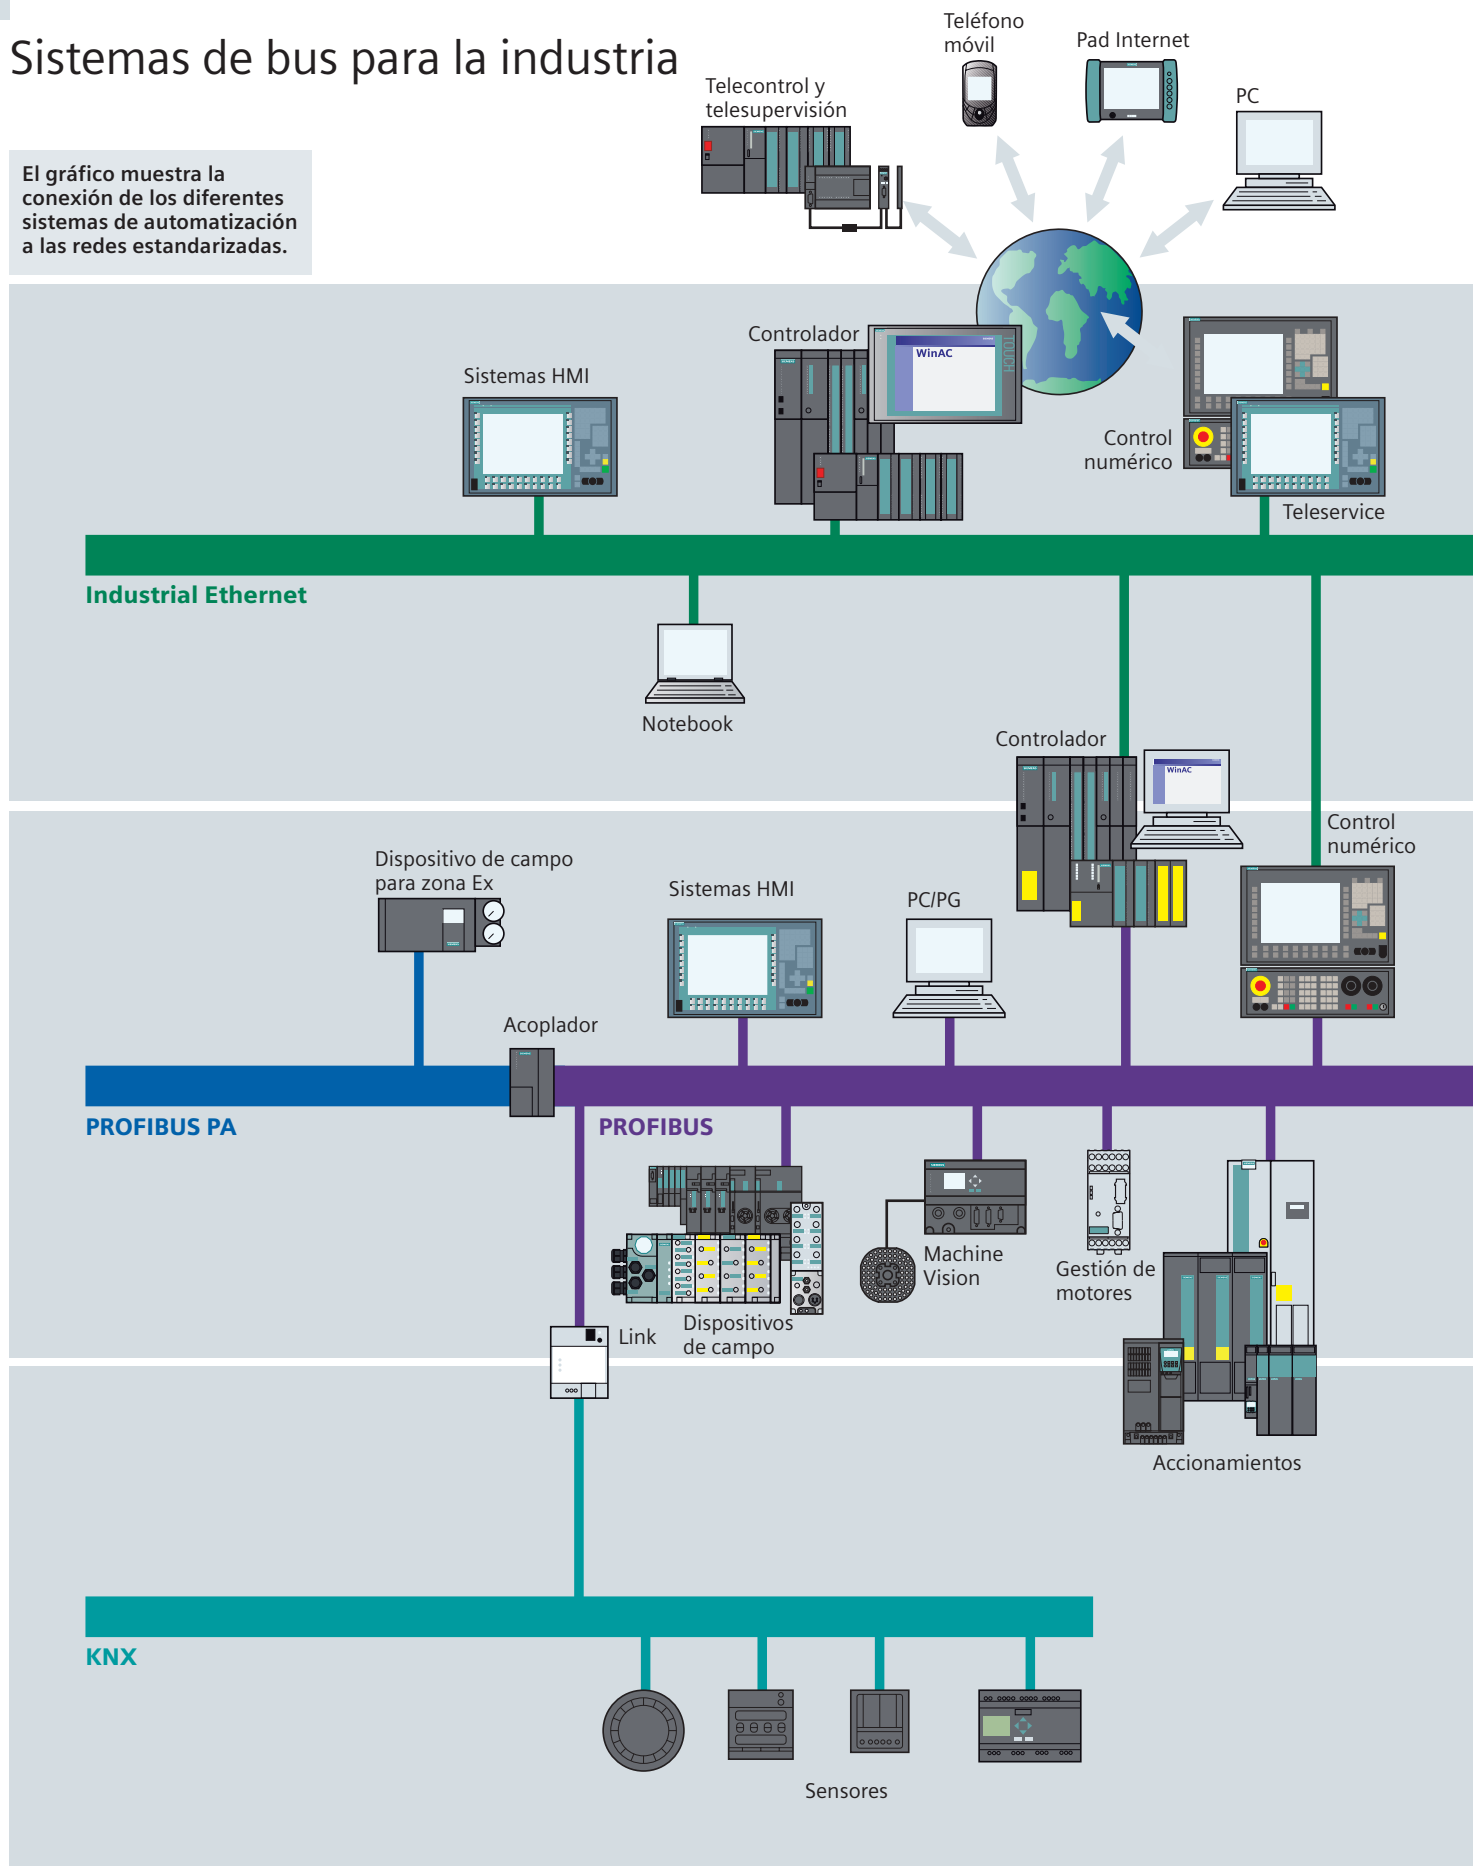 Sistemas de bus para la industria
El gráfico muestra la
conexión de los diferentes
sistemas de automatización
a las redes estandarizadas.
Telecontrol y
telesupervisión
Teléfono
móvil
Pad Internet
PC
Sistemas HMI
Controlador
WinAC
TOUCH
Control
numérico
Teleservice
Industrial Ethernet
Notebook
Controlador
WinAC
Control
numérico
Dispositivo de campo
para zona Ex
Sistemas HMI
PC/PG
Acoplador
PROFIBUS PA
PROFIBUS
Machine
Vision
Gestión de
motores
Link
Dispositivos
de campo
Accionamientos
KNX
Sensores